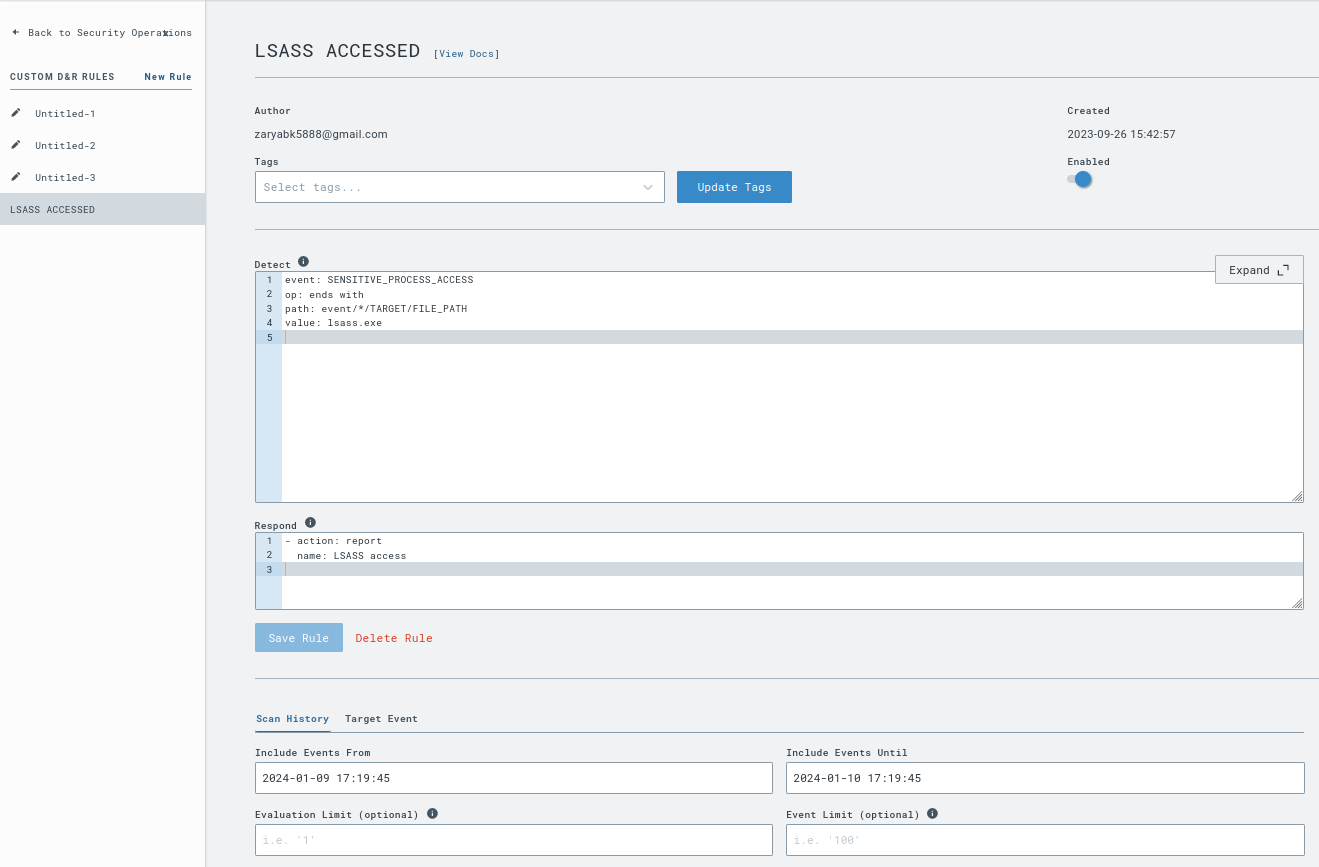 Back to Security Operations
CUSTOM D&R RULES New Rule
Untitled-1
Untitled-2
Untitled-3
LSASS ACCESSED
LSASS ACCESSED [View Docs]
Author
zaryabk5888@gmail.com
Created
2023-09-26 15:42:57
Tags
Select tags...
Update Tags
Enabled
Detect
Expand
1 event: SENSITIVE_PROCESS_ACCESS
2 op: ends with
3 path: event/*/TARGET/FILE_PATH
4 value: lsass.exe
5
Respond
1 - action: report
2 name: LSASS access
3
Save Rule Delete Rule
Scan History Target Event
Include Events From
2024-01-09 17:19:45
Include Events Until
2024-01-10 17:19:45
Evaluation Limit (optional)
i.e. '1'
Event Limit (optional)
i.e. '100'